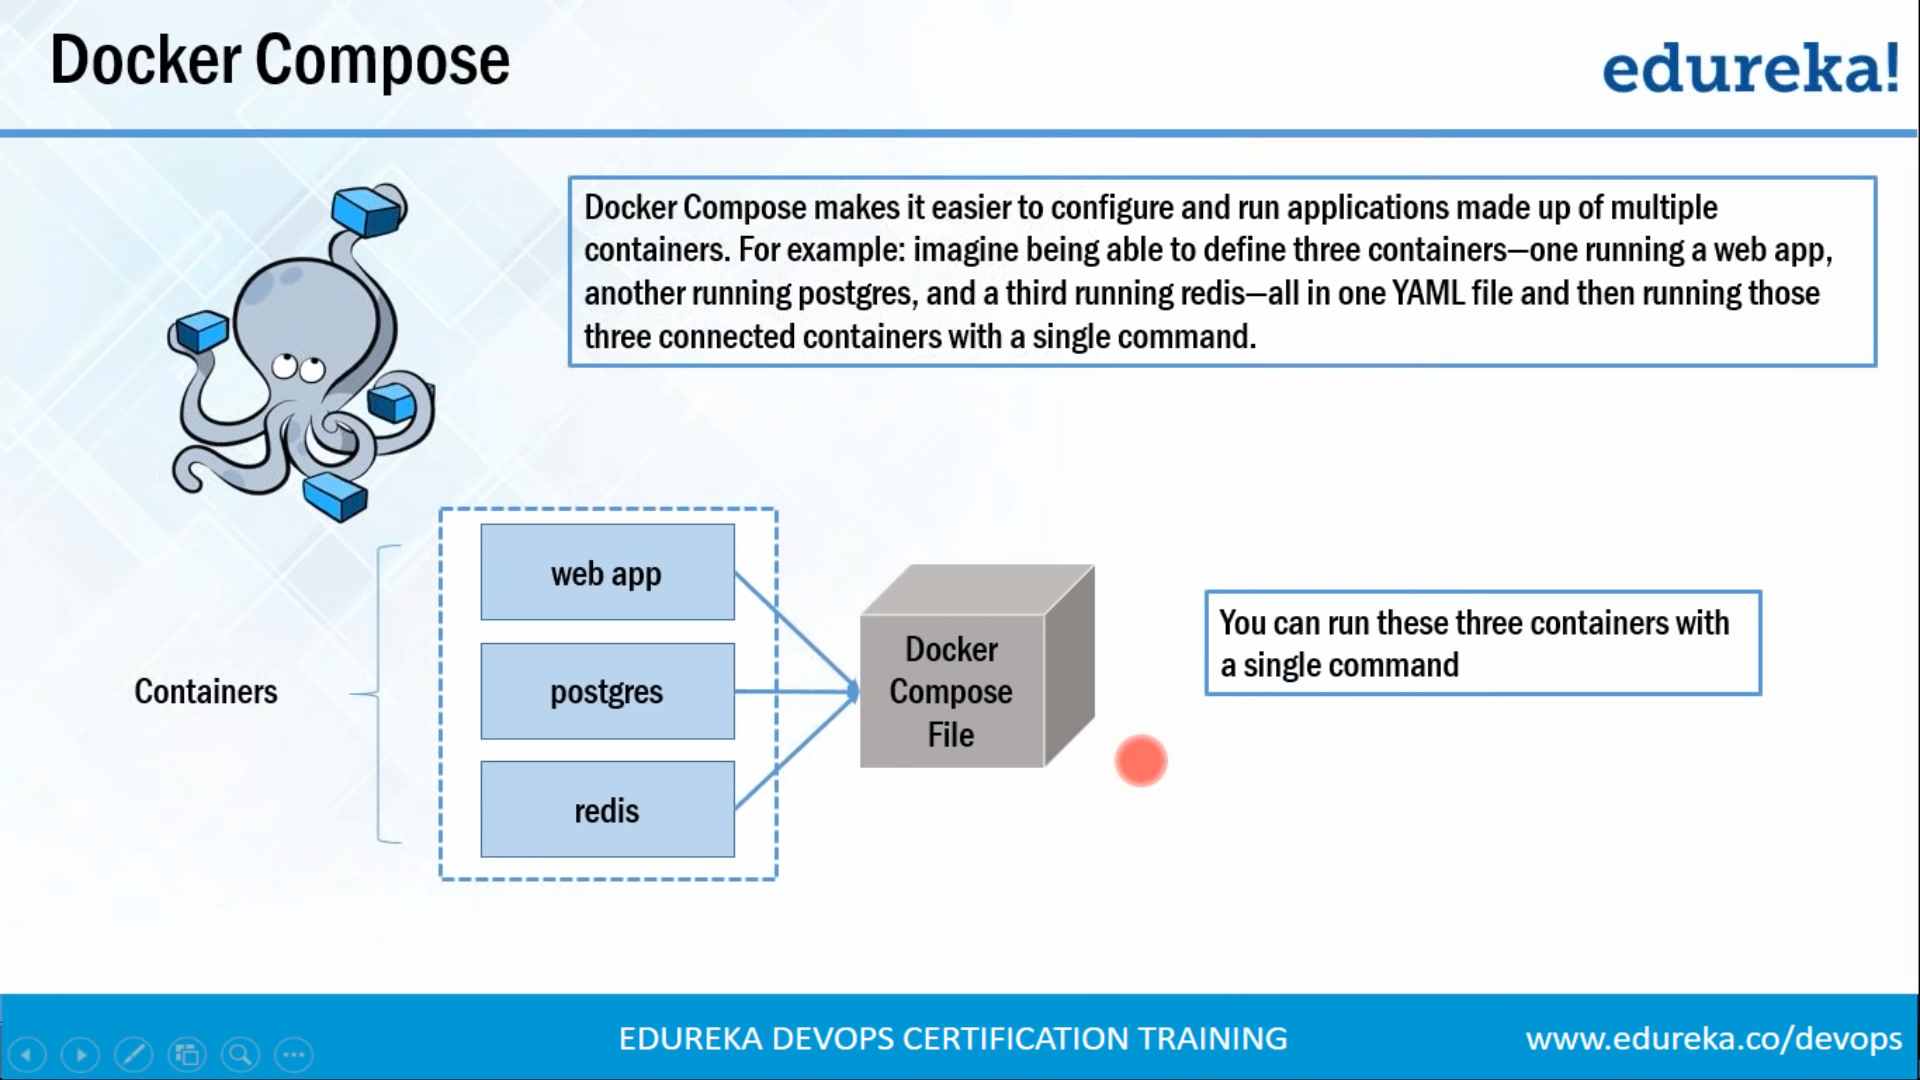 Docker Compose
edureka!
Docker Compose makes it easier to configure and run applications made up of multiple
containers. For example: imagine being able to define three containers—one running a web app,
another running postgres, and a third running redis—all in one YAML file and then running those
three connected containers with a single command.
Containers
web app
postgres
redis
Docker
Compose
File
You can run these three containers with
a single command
EDUREKA DEVOPS CERTIFICATION TRAINING
www.edureka.co/devops